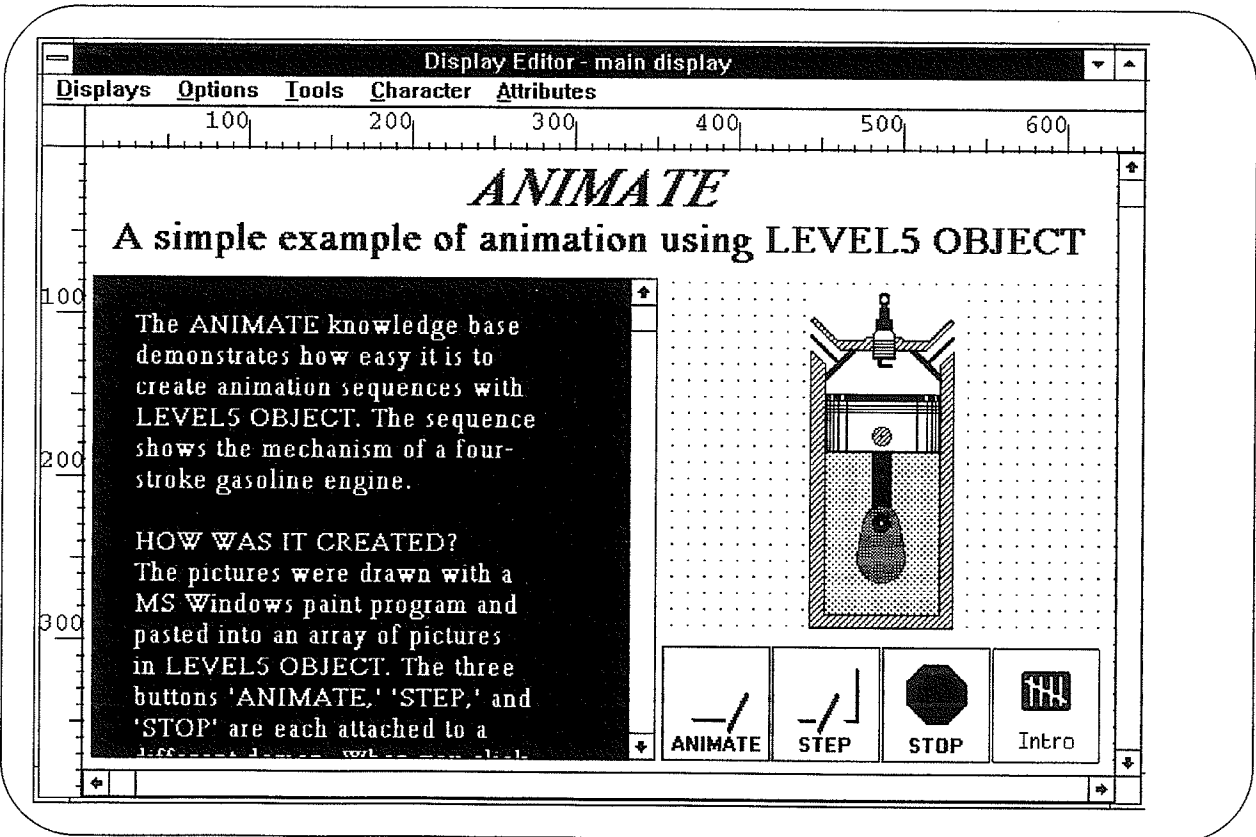 Display Editor - main display
Displays Options Tools Character Attributes
100 200 300 400 500 600
ANIMATE
A simple example of animation using LEVEL5 OBJECT
100
200
300
The ANIMATE knowledge base
demonstrates how easy it is to
create animation sequences with
LEVEL5 OBJECT. The sequence
shows the mechanism of a four-
stroke gasoline engine.
HOW WAS IT CREATED?
The pictures were drawn with a
MS Windows paint program and
pasted into an array of pictures
in LEVEL5 OBJECT. The three
buttons 'ANIMATE,' 'STEP,' and
'STOP' are each attached to a
ANIMATE STEP STOP Intro